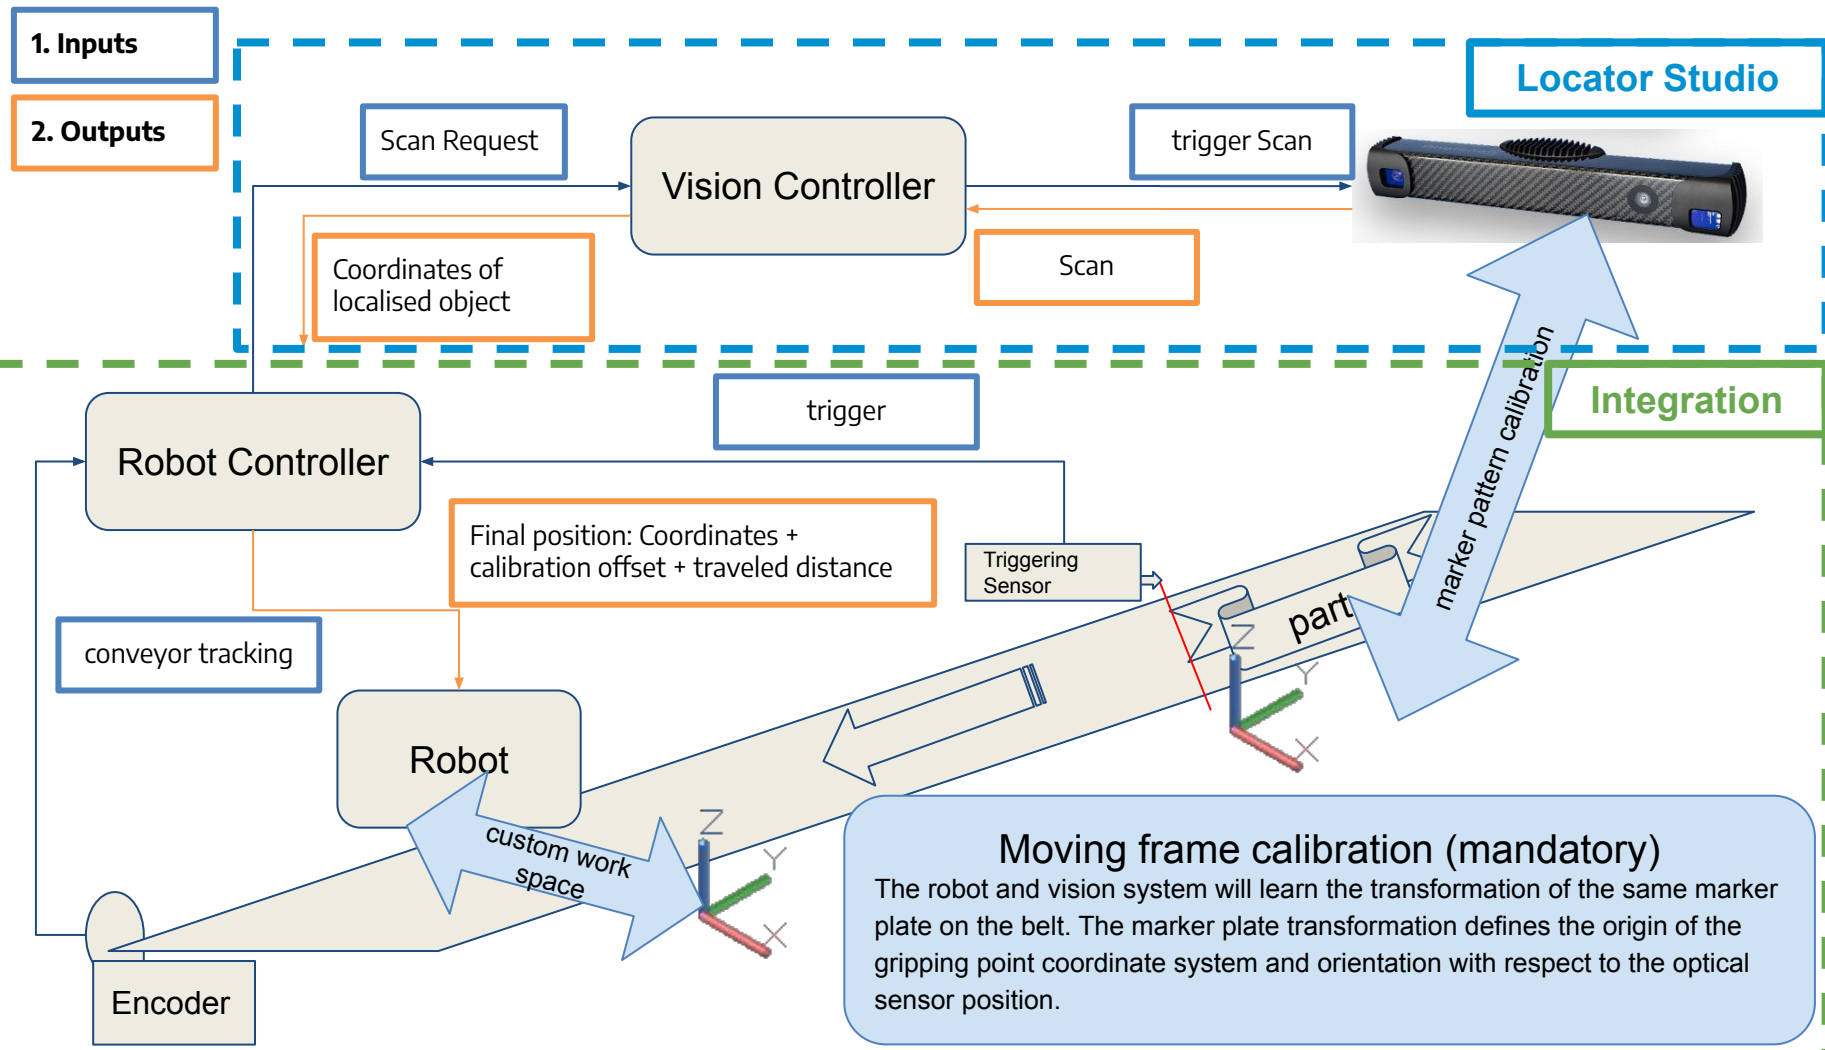 1. Inputs
2. Outputs
Locator Studio
Scan Request
Vision Controller
trigger Scan
Coordinates of
localised object
Scan
Integration
trigger
Robot Controller
marker pattern calibration
Final position: Coordinates +
calibration offset + traveled distance
Triggering
Sensor
part
conveyor tracking
Z
Y
X
Robot
custom work
space
Z
Y
X
Encoder
Moving frame calibration (mandatory)
The robot and vision system will learn the transformation of the same marker
plate on the belt. The marker plate transformation defines the origin of the
gripping point coordinate system and orientation with respect to the optical
sensor position.